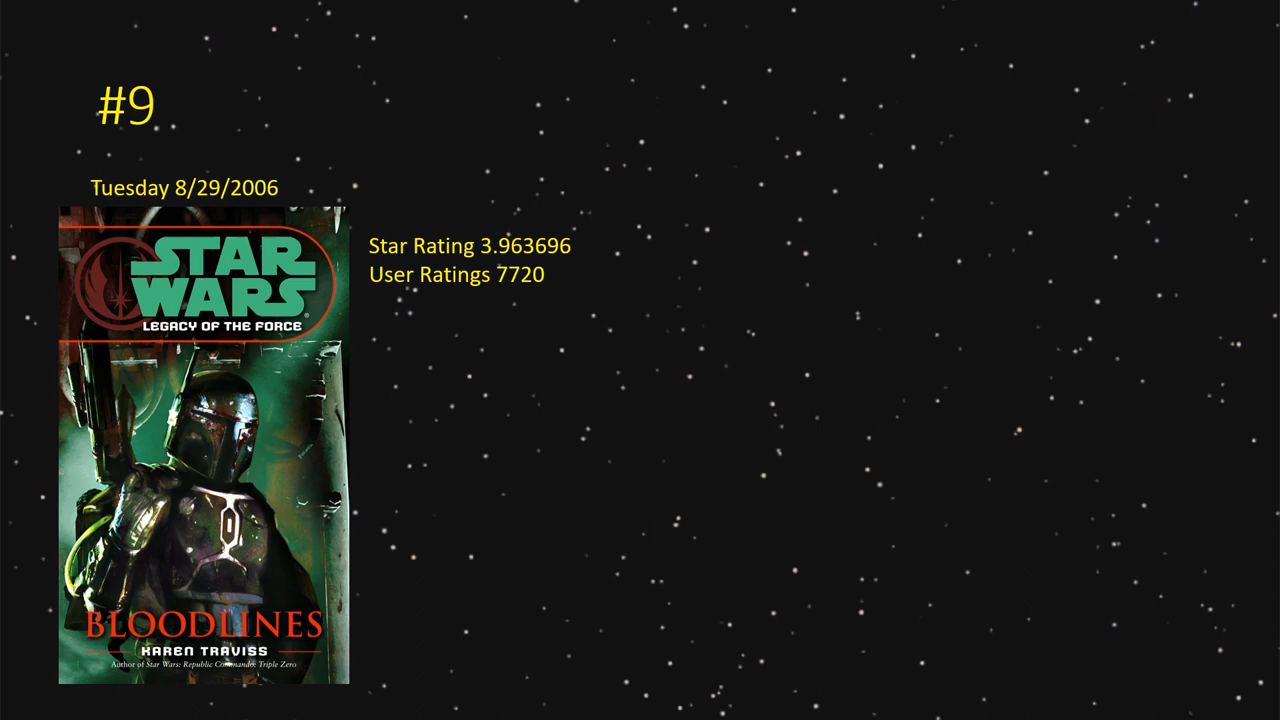 #9
Tuesday 8/29/2006
Star Rating 3.963696
User Ratings 7720
STAR
WARS®
LEGACY OF THE FORCE
BLOODLINES
KAREN TRAVISS
Author of Star Wars: Republic Commando: Triple Zero